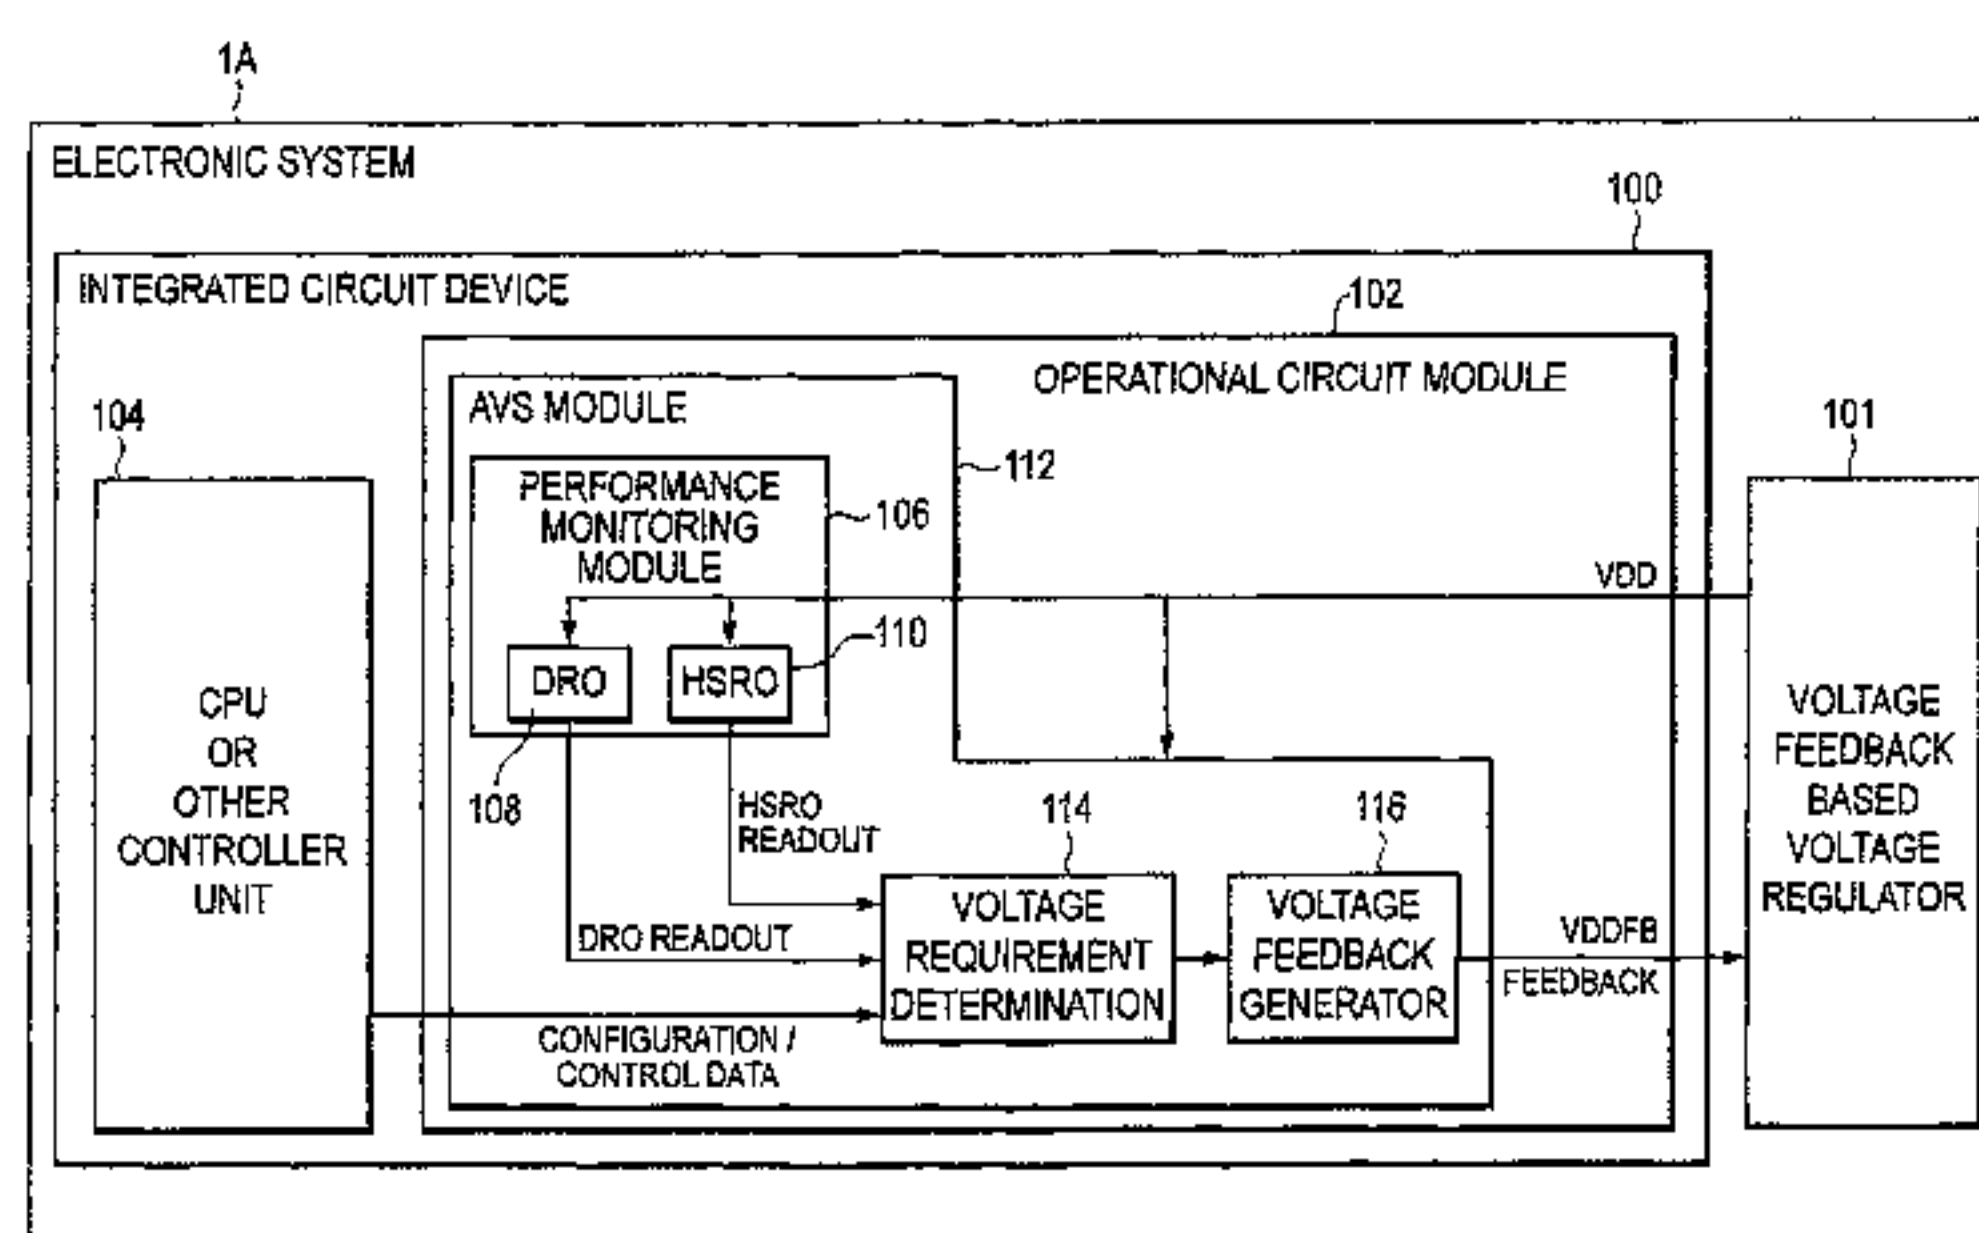 1A
ELECTRONIC SYSTEM
100
INTEGRATED CIRCUIT DEVICE
102
OPERATIONAL CIRCUIT MODULE
AVS MODULE
104
101
112
PERFORMANCE
MONITORING
MODULE
106
VDD
110
DRO
HSRO
CPU
OR
OTHER
CONTROLLER
UNIT
VOLTAGE
FEEDBACK
BASED
VOLTAGE
REGULATOR
108
HSRO
READOUT
114
116
DRO READOUT
VOLTAGE
REQUIREMENT
DETERMINATION
VOLTAGE
FEEDBACK
GENERATOR
VDDFB
FEEDBACK
CONFIGURATION /
CONTROL DATA